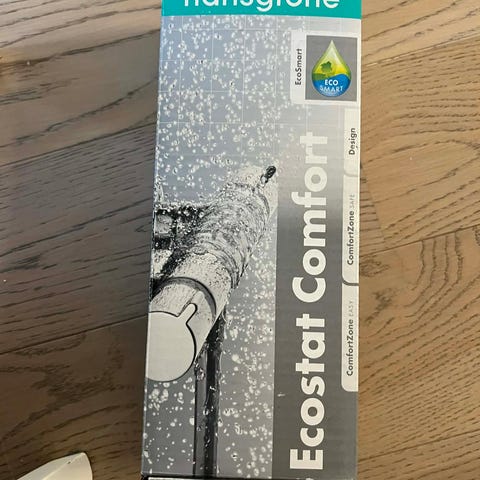 hansgrohe
EcoSmart
ECO
SMART
Design
ComfortZone SAFE
ComfortZone EASY
Ecostat Comfort